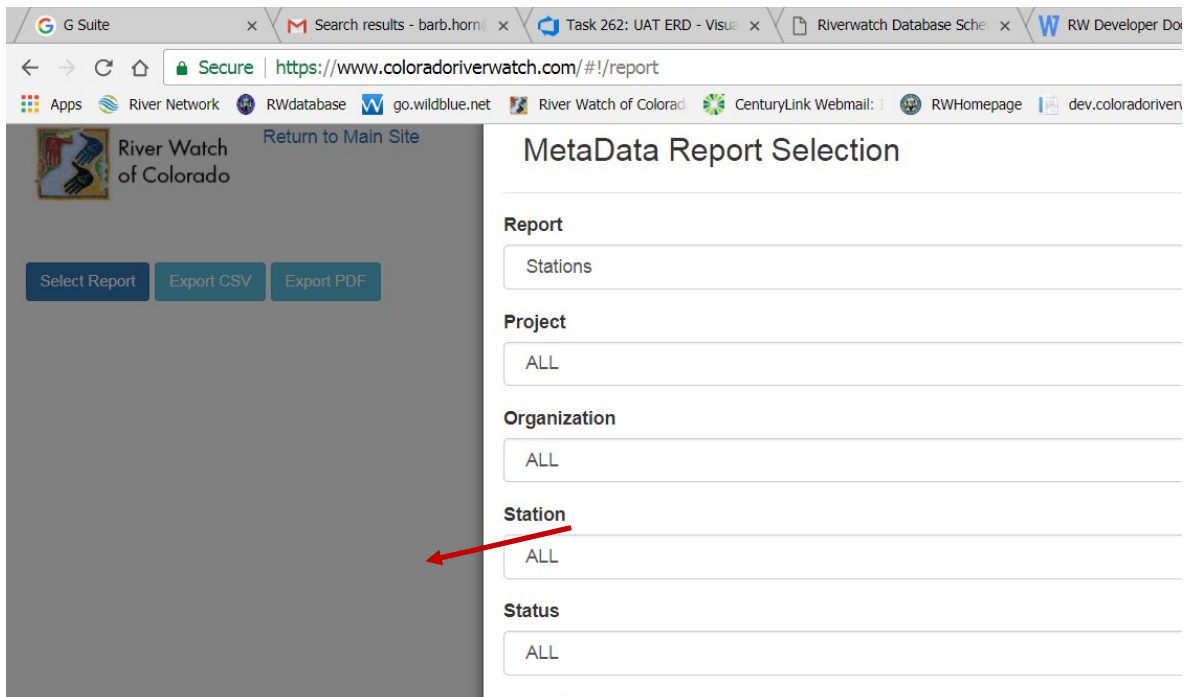 G Suite Search results - barb.horn Task 262: UAT ERD - Visua Riverwatch Database Sche RW Developer Do
Secure | https://www.coloradoriverwatch.com/#!/report
Apps River Network RWdatabase go.wildblue.net River Watch of Colorad CenturyLink Webmail: RWHomepage dev.coloradoriverw
River Watch
of Colorado
Return to Main Site
Select Report Export CSV Export PDF
MetaData Report Selection
Report
Stations
Project
ALL
Organization
ALL
Station
ALL
Status
ALL